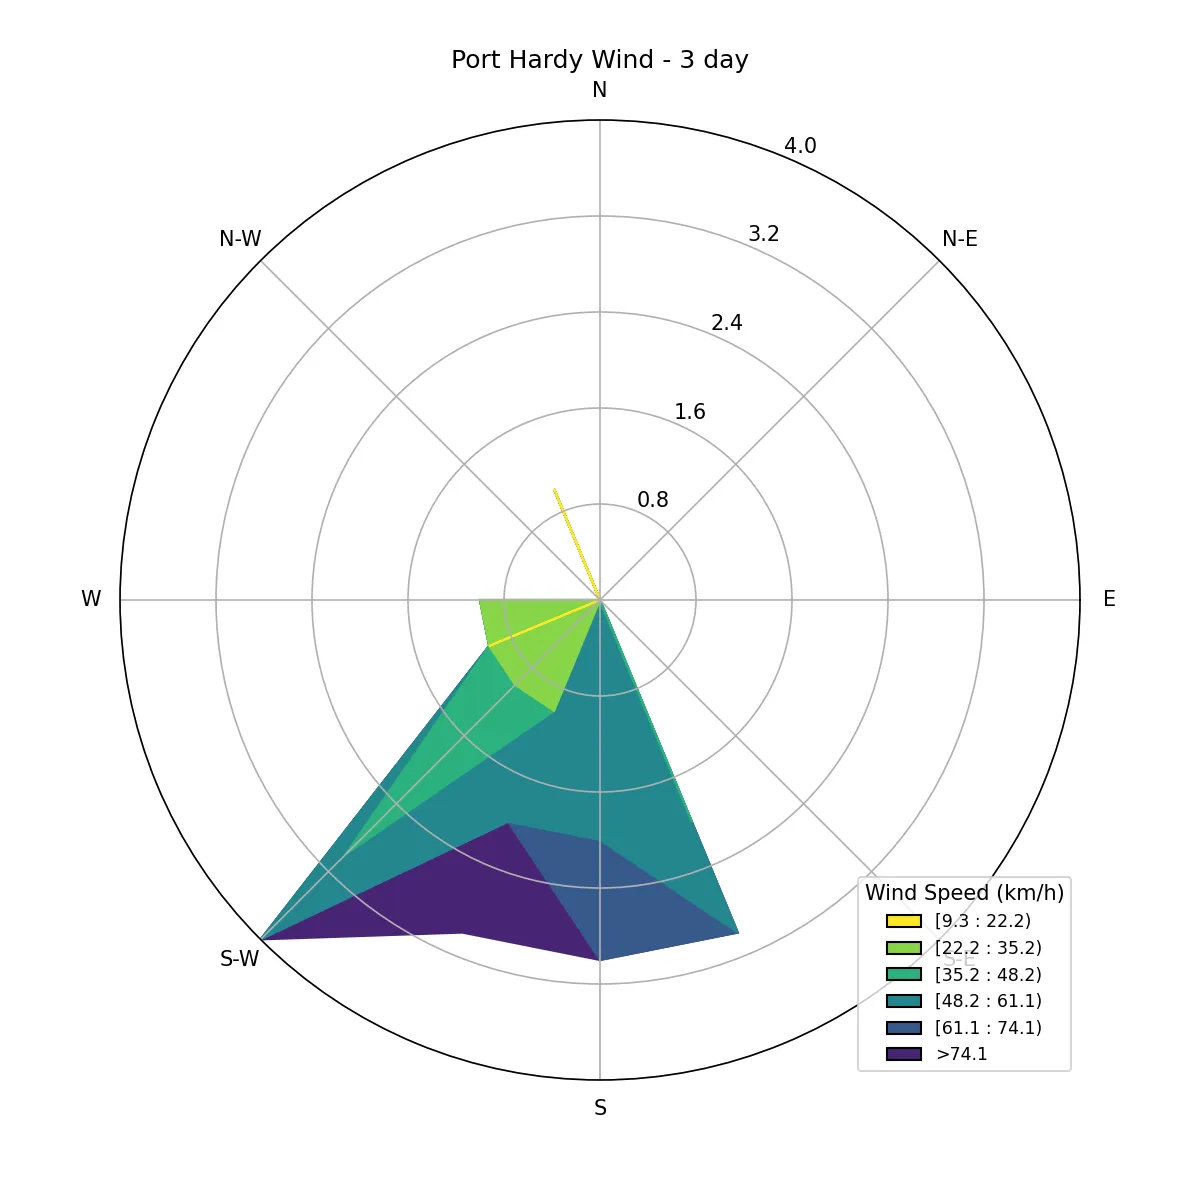 Port Hardy Wind - 3 day
N
4.0
N-W
3.2
N-E
2.4
1.6
0.8
W
E
Wind Speed (km/h)
[9.3 : 22.2)
[22.2 : 35.2)
S-W
S-E
[35.2 : 48.2)
[48.2 : 61.1)
[61.1 : 74.1)
>74.1
S